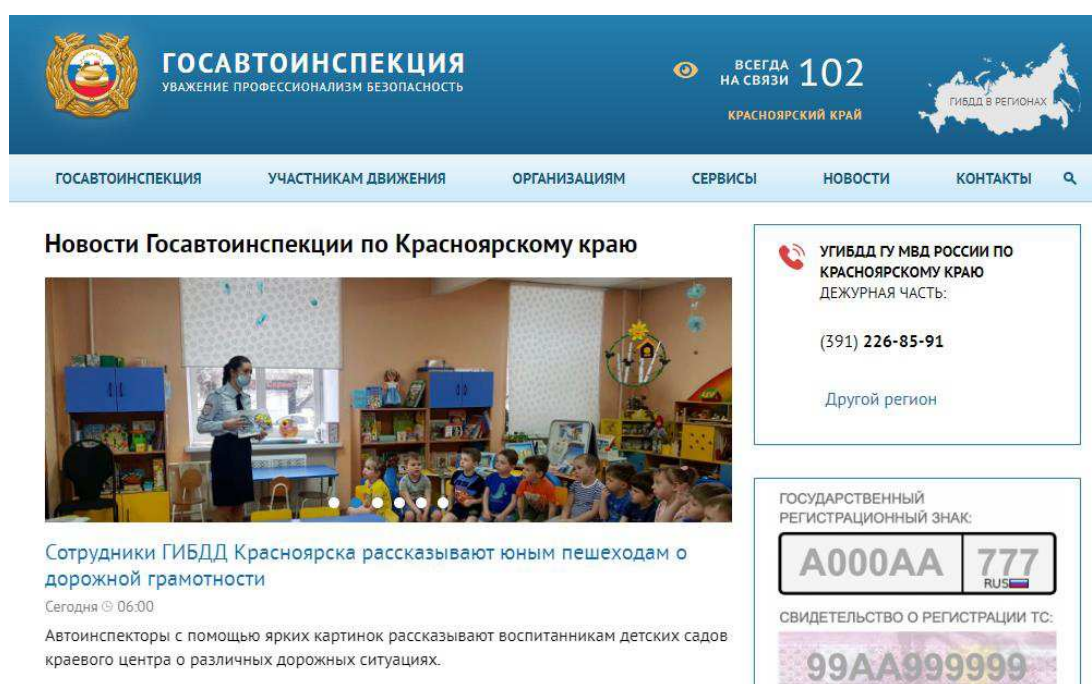 ГОСАВТОИНСПЕКЦИЯ
УВАЖЕНИЕ ПРОФЕССИОНАЛИЗМ БЕЗОПАСНОСТЬ
ВСЕГДА
НА СВЯЗИ 102
КРАСНОЯРСКИЙ КРАЙ
ГИБДД В РЕГИОНАХ
ГОСАВТОИНСПЕКЦИЯ УЧАСТНИКАМ ДВИЖЕНИЯ ОРГАНИЗАЦИЯМ СЕРВИСЫ НОВОСТИ КОНТАКТЫ
Новости Госавтоинспекции по Красноярскому краю
Сотрудники ГИБДД Красноярска рассказывают юным пешеходам о
дорожной грамотности
Сегодня 06:00
Автоинспекторы с помощью ярких картинок рассказывают воспитанникам детских садов
краевого центра о различных дорожных ситуациях.
УГИБДД ГУ МВД РОССИИ ПО
КРАСНОЯРСКОМУ КРАЮ
ДЕЖУРНАЯ ЧАСТЬ:
(391) 226-85-91
Другой регион
ГОСУДАРСТВЕННЫЙ
РЕГИСТРАЦИОННЫЙ ЗНАК:
А000АА 777
RUS
СВИДЕТЕЛЬСТВО О РЕГИСТРАЦИИ ТС:
99АА999999